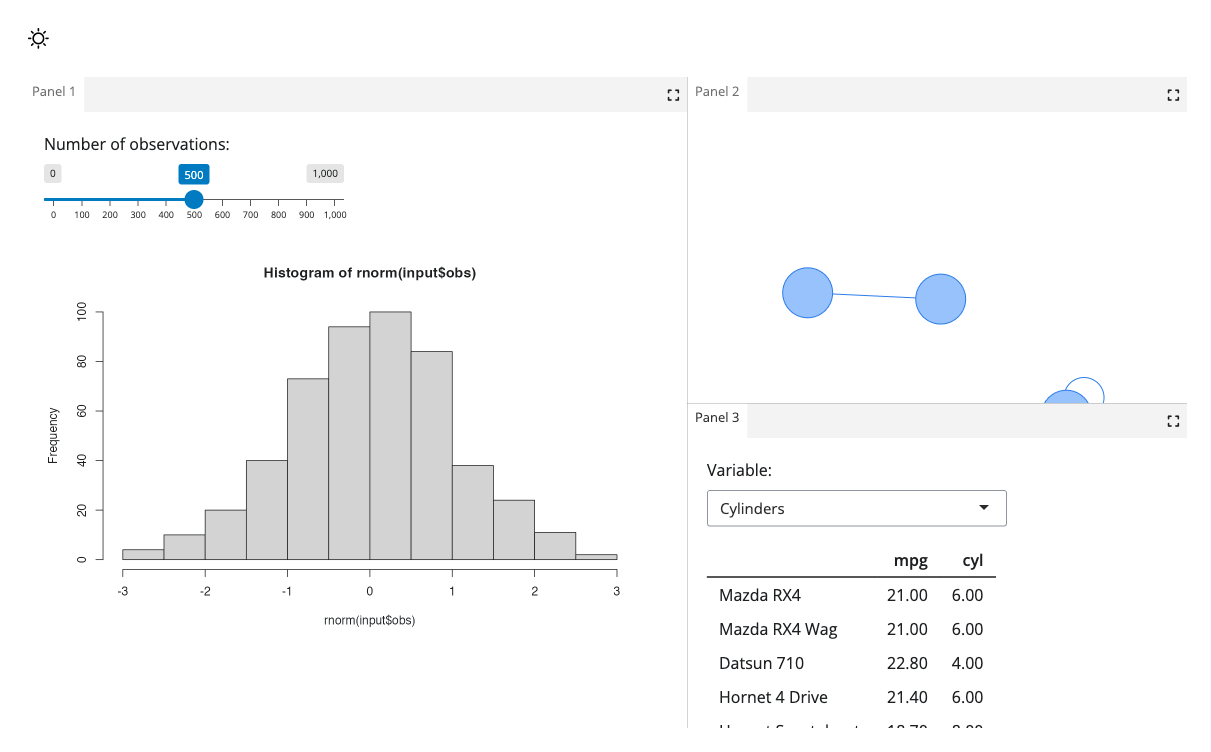 Panel 1
Number of observations:
0 500 1,000
0 100 200 300 400 500 600 700 800 900 1,000
Histogram of rnorm(input$obs)
Frequency
100
80
60
40
20
0
-3 -2 -1 0 1 2 3
rnorm(input$obs)
Panel 2
Panel 3
Variable:
Cylinders
mpg cyl
Mazda RX4 21.00 6.00
Mazda RX4 Wag 21.00 6.00
Datsun 710 22.80 4.00
Hornet 4 Drive 21.40 6.00